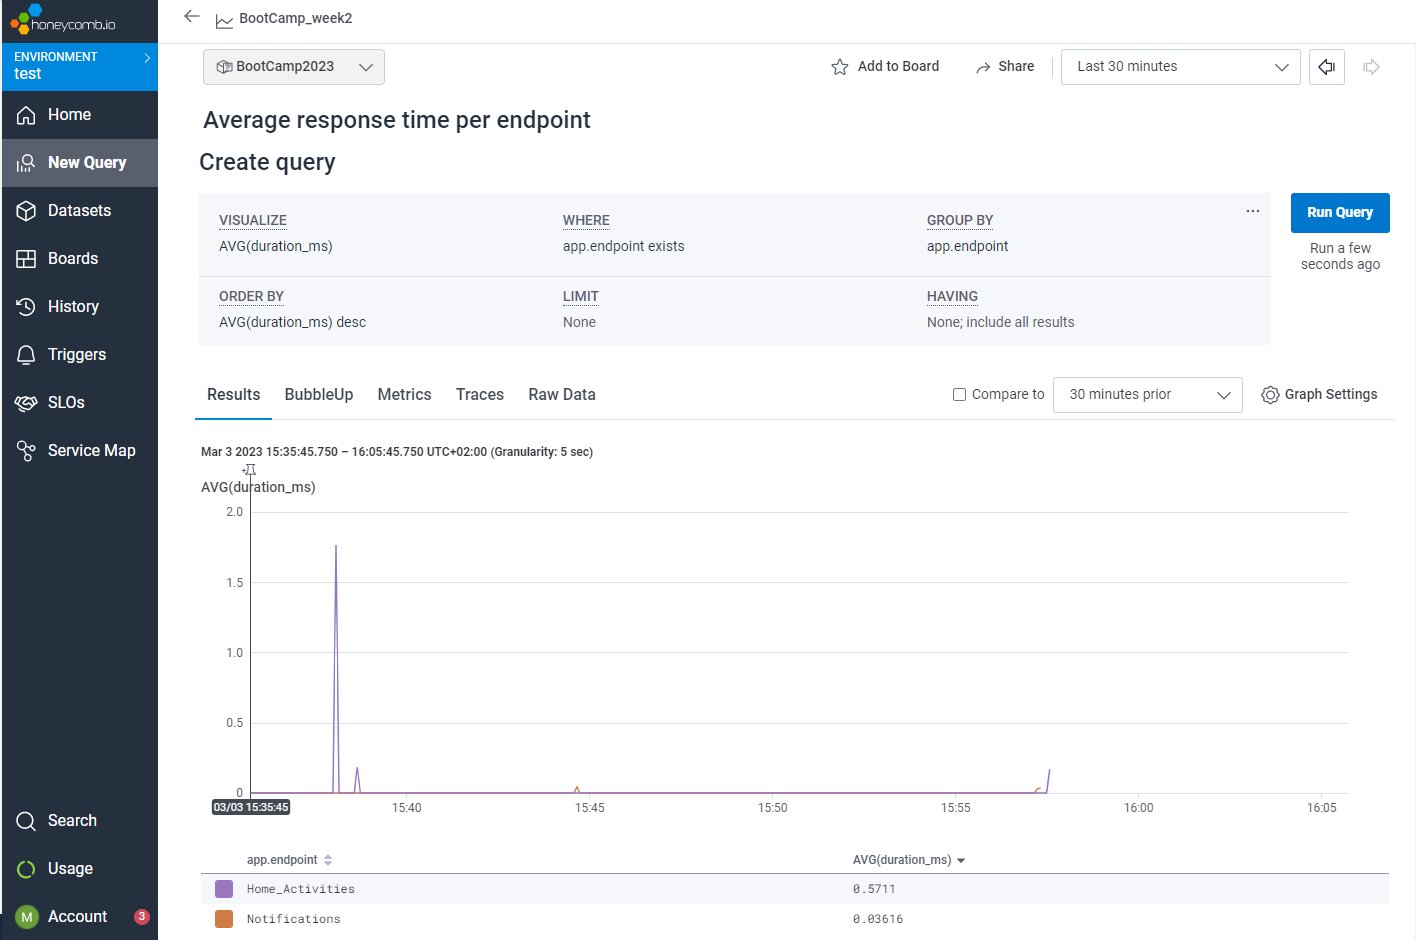 honeycomb.io
ENVIRONMENT
test
Home
New Query
Datasets
Boards
History
Triggers
SLOs
Service Map
Search
Usage
M Account 3
BootCamp_week2
BootCamp2023
Add to Board
Share
Last 30 minutes
Average response time per endpoint
Create query
VISUALIZE WHERE GROUP BY
AVG(duration_ms) app.endpoint exists app.endpoint
ORDER BY LIMIT HAVING
AVG(duration_ms) desc None None; include all results
...
Run Query
Run a few
seconds ago
Results BubbleUp Metrics Traces Raw Data
Compare to 30 minutes prior Graph Settings
Mar 3 2023 15:35:45.750 – 16:05:45.750 UTC+02:00 (Granularity: 5 sec)
AVG(duration_ms)
2.0
1.5
1.0
0.5
0
03/03 15:35:45 15:40 15:45 15:50 15:55 16:00 16:05
app.endpoint AVG(duration_ms)
Home_Activities 0.5711
Notifications 0.03616